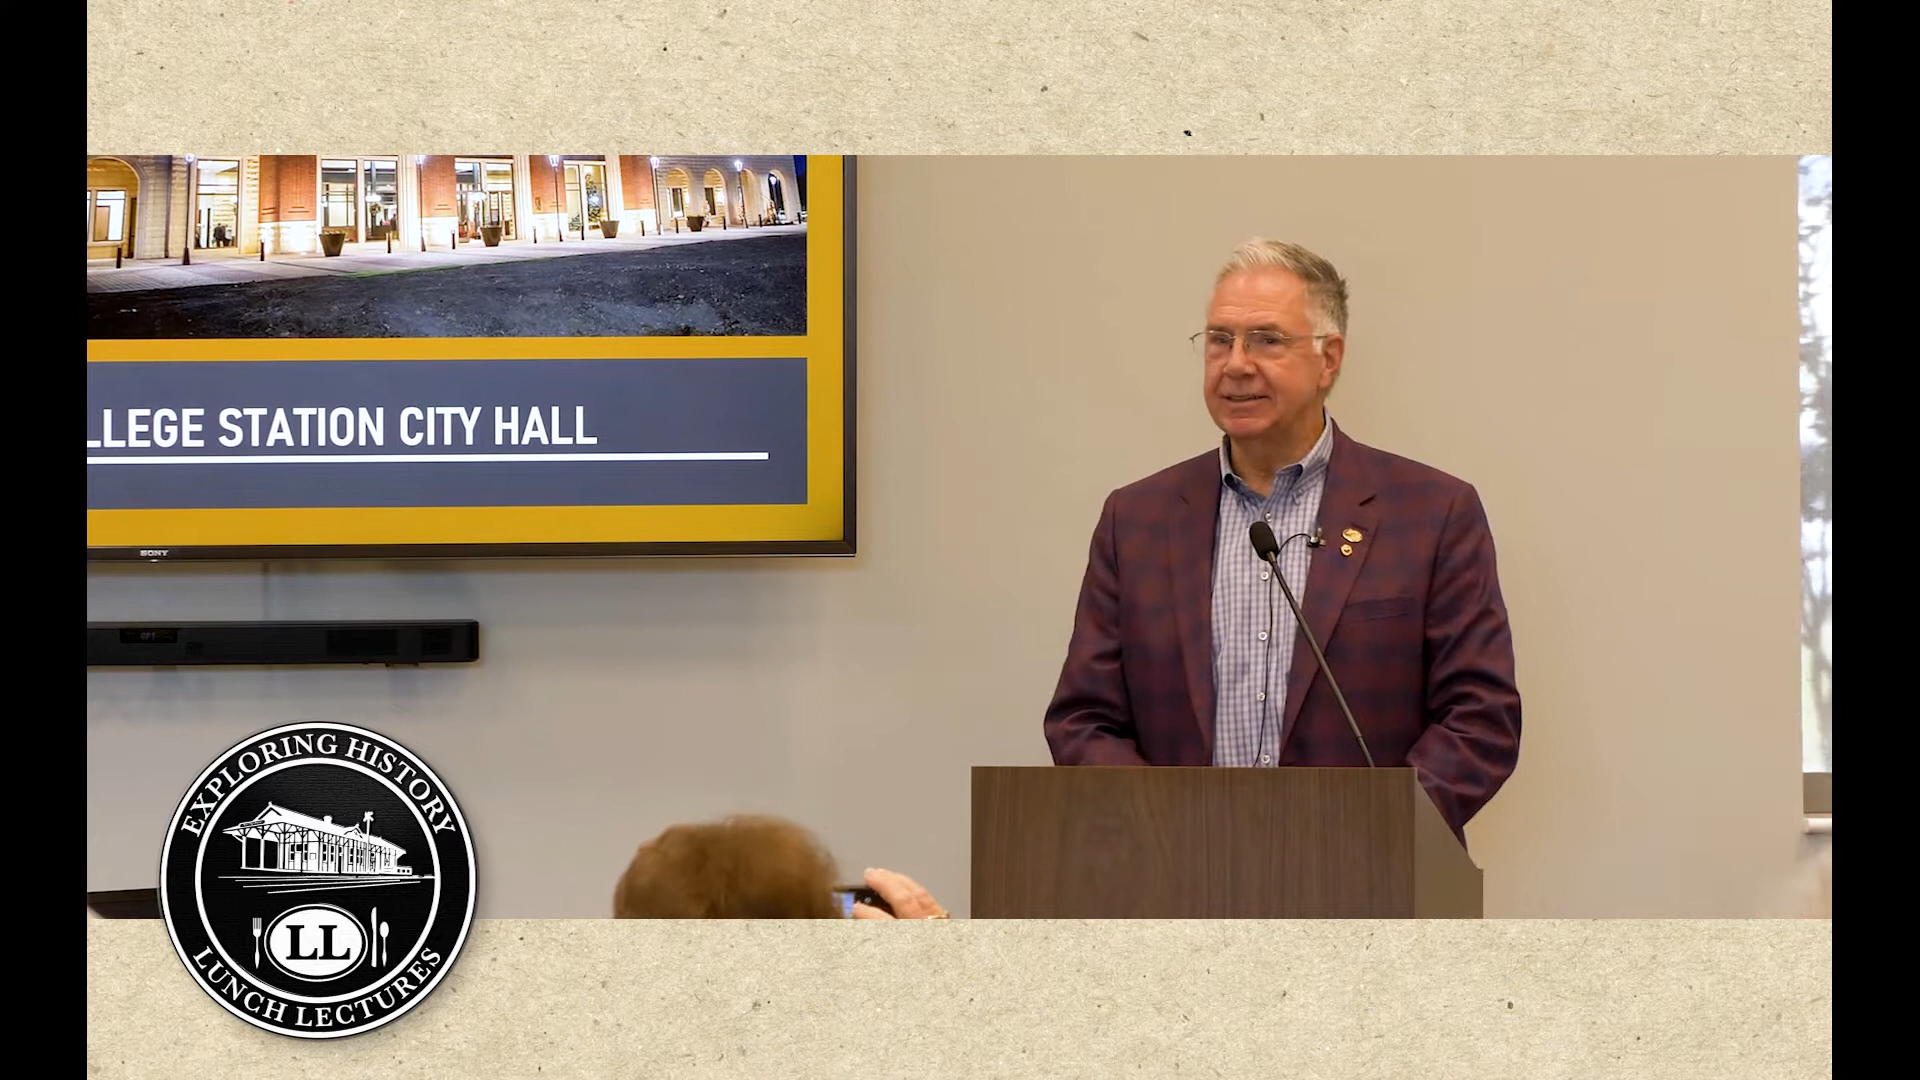 LLEGE STATION CITY HALL
SONY
EXPLORING HISTORY
LL
LUNCH LECTURES